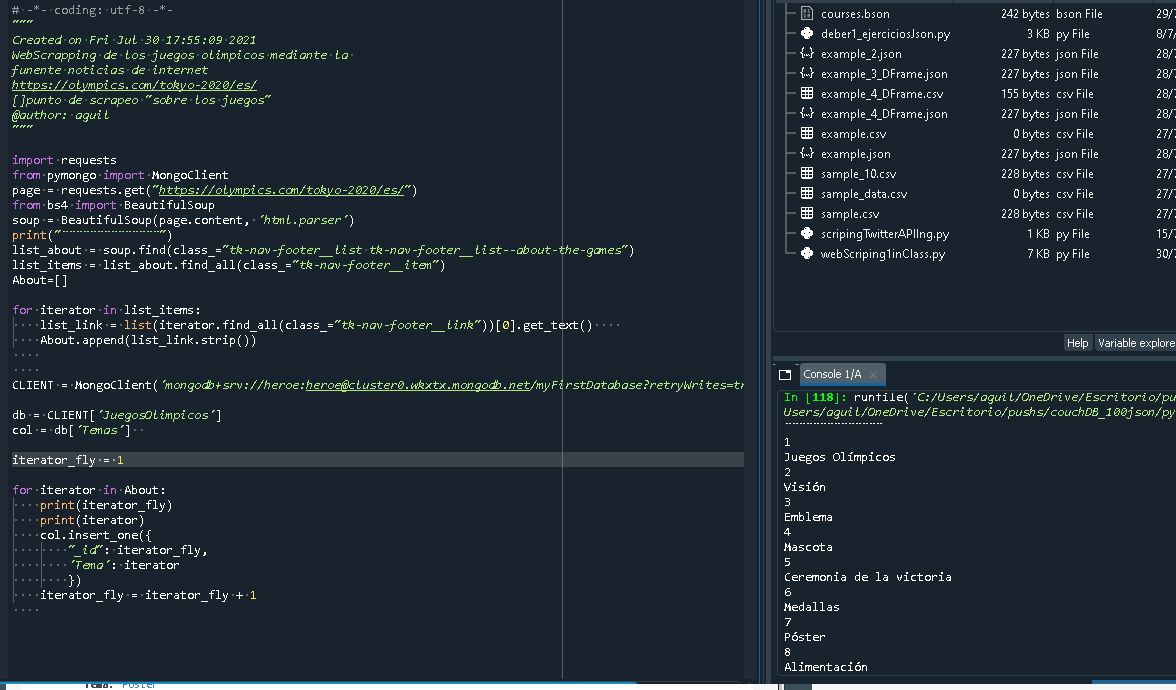 # -*- coding: utf-8 -*-
"""
Created on Fri Jul 30 17:55:09 2021
WebScrapping de los juegos olimpicos mediante la
funente noticias de internet
https://olympics.com/tokyo-2020/es/
[]punto de scrapeo "sobre los juegos"
@author: aguil
"""
import requests
from pymongo import MongoClient
page = requests.get("https://olympics.com/tokyo-2020/es/")
from bs4 import BeautifulSoup
soup = BeautifulSoup(page.content, 'html.parser')
print("---------------------")
list_about = soup.find(class_="tk-nav-footer__list tk-nav-footer__list--about-the-games")
list_items = list_about.find_all(class_="tk-nav-footer__item")
About=[]
for iterator in list_items:
    list_link = list(iterator.find_all(class_="tk-nav-footer__link"))[0].get_text()
    About.append(list_link.strip())
CLIENT = MongoClient('mongodb+srv://heroe:heroe@cluster0.wkxtx.mongodb.net/myFirstDatabase?retryWrites=tr
db = CLIENT['JuegosOlimpicos']
col = db['Temas']
iterator_fly = 1
for iterator in About:
    print(iterator_fly)
    print(iterator)
    col.insert_one({
        "_id": iterator_fly,
        'Tema': iterator
        })
    iterator_fly = iterator_fly + 1
Tema: Póster
courses.bson 242 bytes bson File 29/7
deber1_ejerciciosJson.py 3 KB py File 8/7/
example_2.json 227 bytes json File 28/7
example_3_DFrame.json 227 bytes json File 28/7
example_4_DFrame.csv 155 bytes csv File 28/7
example_4_DFrame.json 227 bytes json File 28/7
example.csv 0 bytes csv File 27/7
example.json 227 bytes json File 28/7
sample_10.csv 228 bytes csv File 27/7
sample_data.csv 0 bytes csv File 27/7
sample.csv 228 bytes csv File 27/7
scripingTwitterAPIIng.py 1 KB py File 15/7
webScriping1inClass.py 7 KB py File 30/7
Help Variable explore
Console 1/A
In [118]: runfile('C:/Users/aguil/OneDrive/Escritorio/pu
Users/aguil/OneDrive/Escritorio/pushs/couchDB_100json/py
---------------------
1
Juegos Olímpicos
2
Visión
3
Emblema
4
Mascota
5
Ceremonia de la victoria
6
Medallas
7
Póster
8
Alimentación